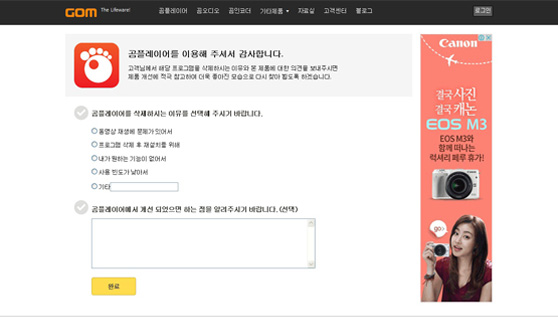 GOM The Lifeware!
곰플레이어 곰오디오 곰인코더 기타제품 자료실 고객센터 블로그
로그인
곰플레이어를 이용해 주셔서 감사합니다.
고객님께서 해당 프로그램을 삭제하시는 이유와 본 제품에 대한 의견을 보내주시면
제품 개선에 적극 참고하여 더욱 좋아진 모습으로 다시 찾아 뵙도록 하겠습니다.
곰플레이어를 삭제하시는 이유를 선택해 주시기 바랍니다.
동영상 재생에 문제가 있어서
프로그램 삭제 후 재설치를 위해
내가 원하는 기능이 없어서
사용 빈도가 낮아서
기타
곰플레이어에서 개선 되었으면 하는 점을 알려주시기 바랍니다. (선택)
완료
Canon
결국 사진
결국 캐논
EOS M3
EOS M3와
함께 떠나는
럭셔리 페루 휴가!